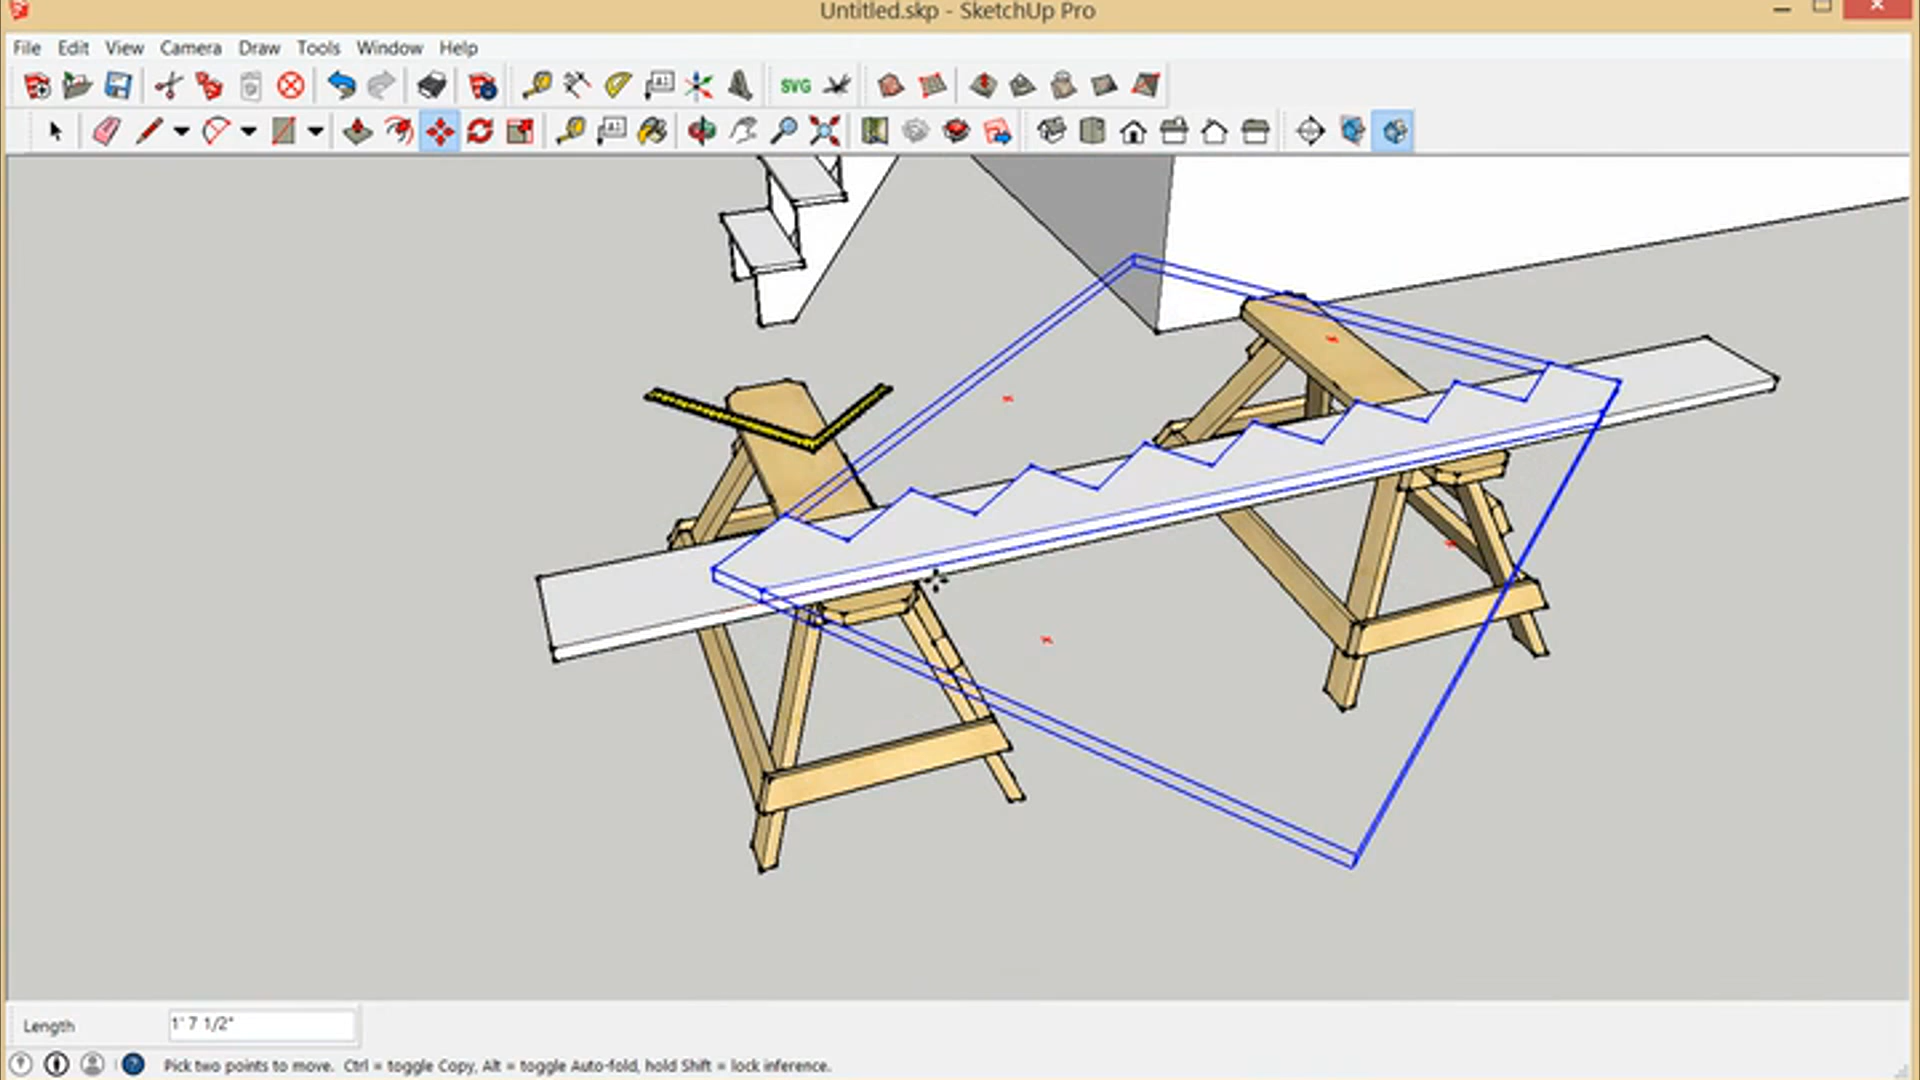 Untitled.skp - SketchUp Pro
File Edit View Camera Draw Tools Window Help
SVG
Length 1' 7 1/2"
Pick two points to move. Ctrl = toggle Copy, Alt = toggle Auto-fold, hold Shift = lock inference.